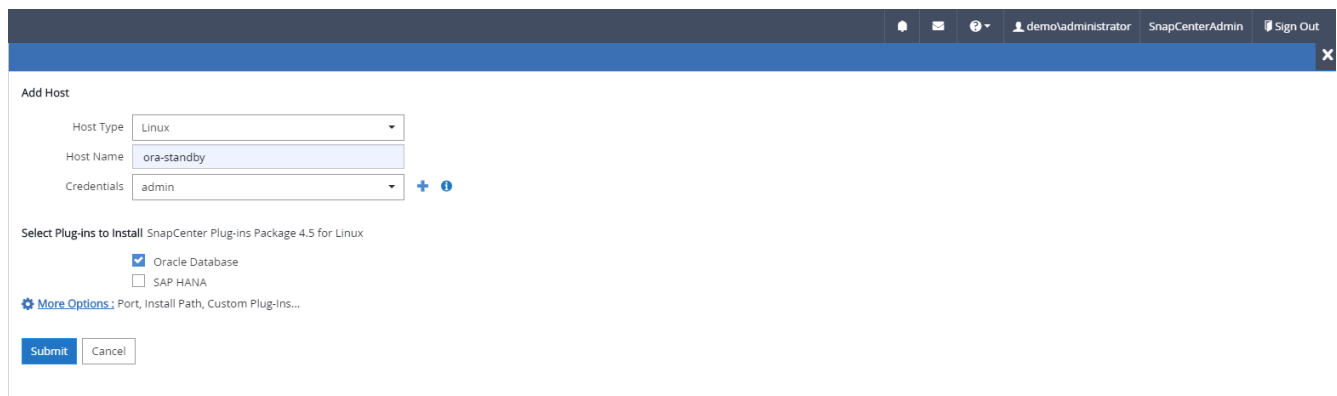 demo\administrator SnapCenterAdmin Sign Out
Add Host
Host Type Linux
Host Name ora-standby
Credentials admin
Select Plug-ins to Install SnapCenter Plug-ins Package 4.5 for Linux
Oracle Database
SAP HANA
More Options : Port, Install Path, Custom Plug-Ins...
Submit Cancel